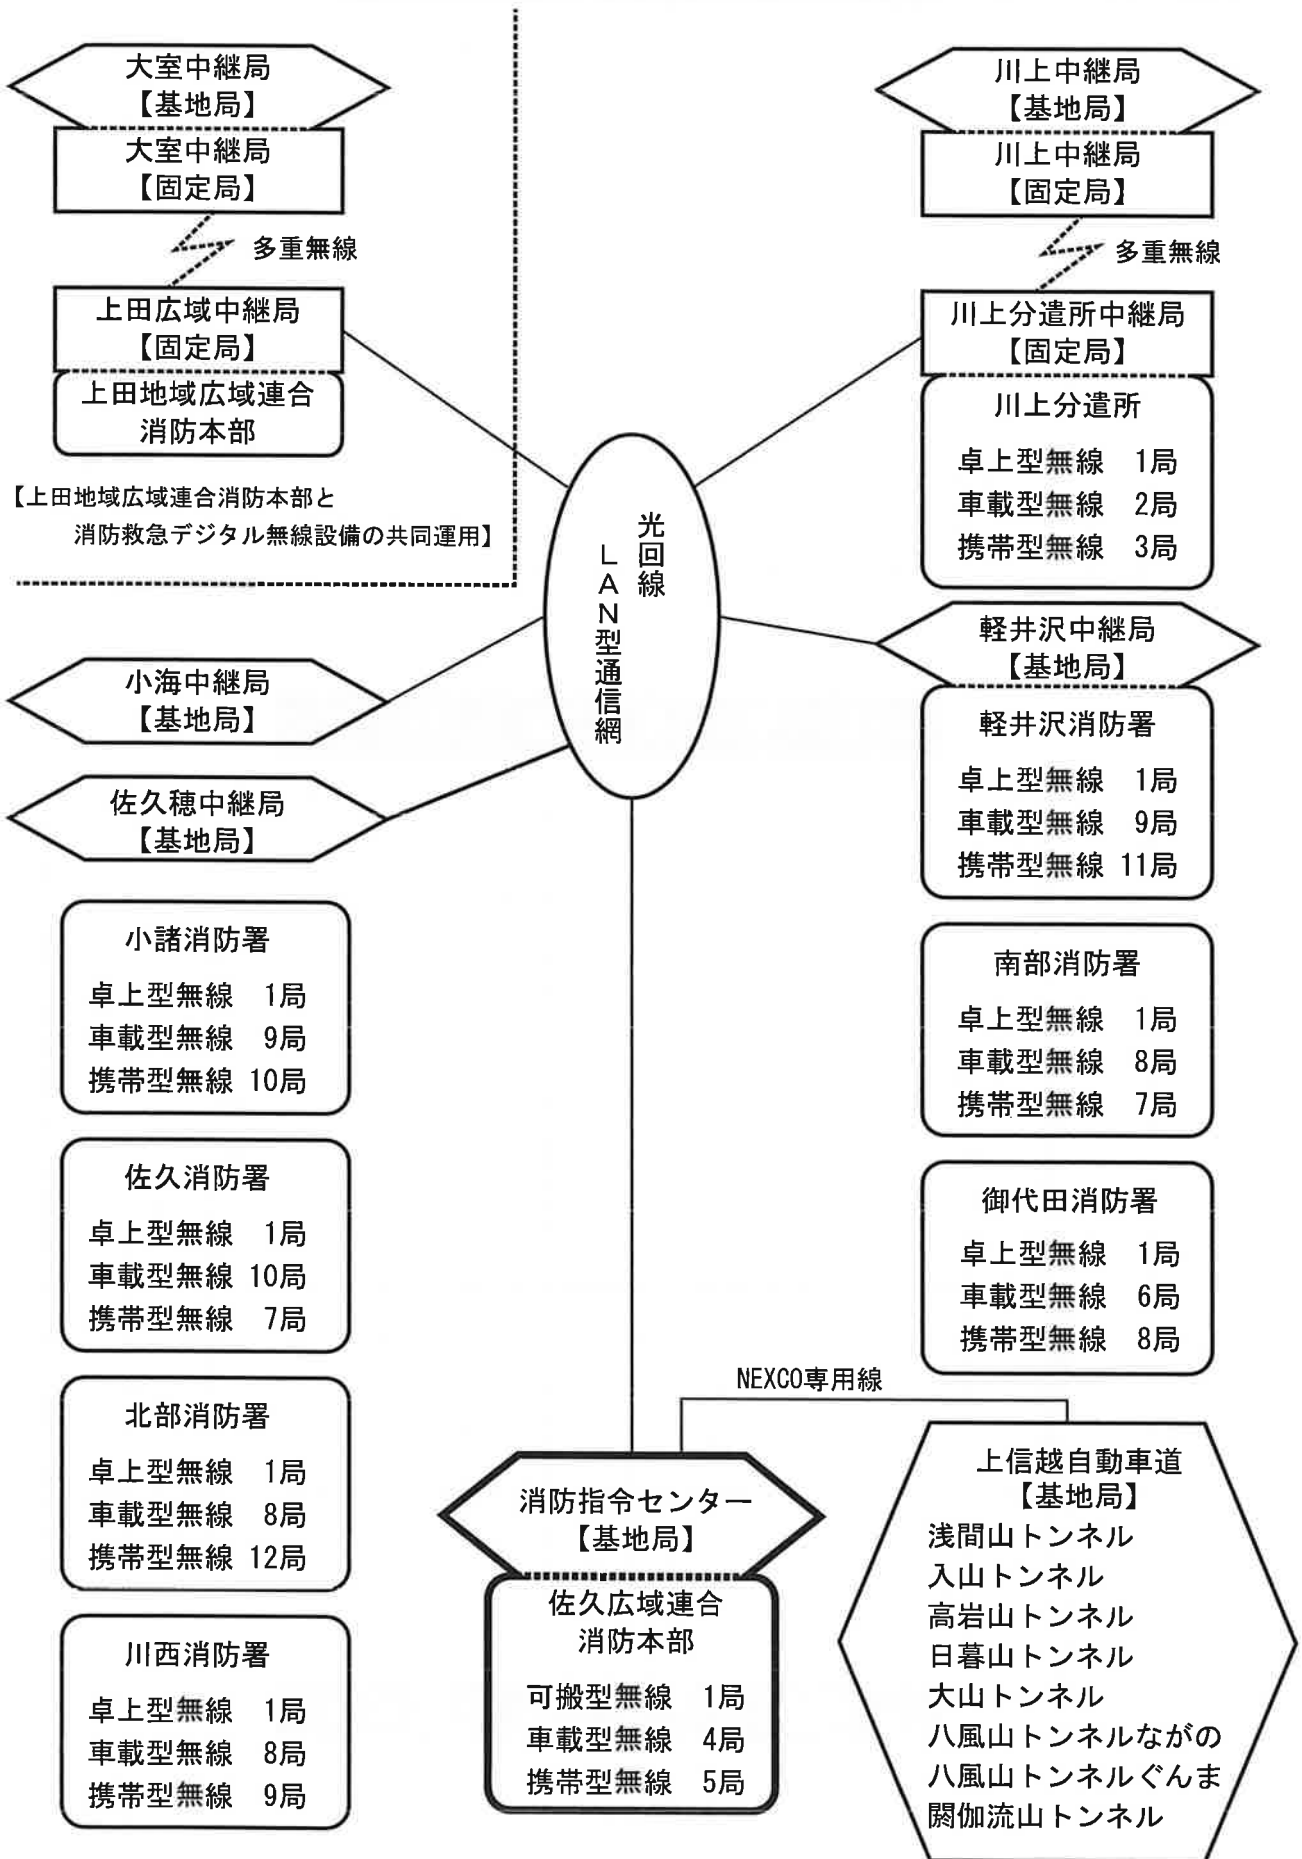 大室中継局
【基地局】
大室中継局
【固定局】
多重無線
上田広域中継局
【固定局】
上田地域広域連合
消防本部
【上田地域広域連合消防本部と
消防救急デジタル無線設備の共同運用】
川上中継局
【基地局】
川上中継局
【固定局】
多重無線
川上分遣所中継局
【固定局】
川上分遣所
卓上型無線 1局
車載型無線 2局
携帯型無線 3局
光回線
LAN型通信網
小海中継局
【基地局】
佐久穂中継局
【基地局】
軽井沢中継局
【基地局】
軽井沢消防署
卓上型無線 1局
車載型無線 9局
携帯型無線 11局
小諸消防署
卓上型無線 1局
車載型無線 9局
携帯型無線 10局
南部消防署
卓上型無線 1局
車載型無線 8局
携帯型無線 7局
佐久消防署
卓上型無線 1局
車載型無線 10局
携帯型無線 7局
御代田消防署
卓上型無線 1局
車載型無線 6局
携帯型無線 8局
北部消防署
卓上型無線 1局
車載型無線 8局
携帯型無線 12局
川西消防署
卓上型無線 1局
車載型無線 8局
携帯型無線 9局
NEXCO専用線
消防指令センター
【基地局】
佐久広域連合
消防本部
可搬型無線 1局
車載型無線 4局
携帯型無線 5局
上信越自動車道
【基地局】
浅間山トンネル
入山トンネル
高岩山トンネル
日暮山トンネル
大山トンネル
八風山トンネルながの
八風山トンネルぐんま
閼伽流山トンネル